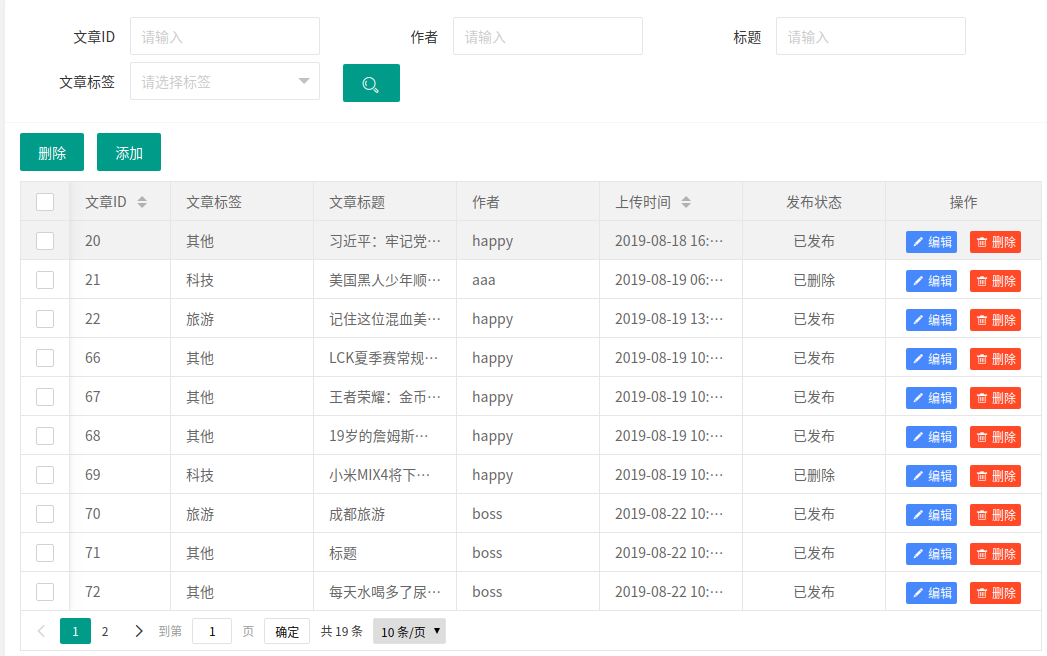 文章ID 请输入 作者 请输入 标题 请输入
文章标签 请选择标签
删除 添加
文章ID 文章标签 文章标题 作者 上传时间 发布状态 操作
20 其他 习近平：牢记党… happy 2019-08-18 16:… 已发布 编辑 删除
21 科技 美国黑人少年顺… aaa 2019-08-19 06:… 已删除 编辑 删除
22 旅游 记住这位混血美… happy 2019-08-19 13:… 已发布 编辑 删除
66 其他 LCK夏季赛常规… happy 2019-08-19 10:… 已发布 编辑 删除
67 其他 王者荣耀：金币… happy 2019-08-19 10:… 已发布 编辑 删除
68 其他 19岁的詹姆斯… happy 2019-08-19 10:… 已发布 编辑 删除
69 科技 小米MIX4将下… happy 2019-08-19 10:… 已删除 编辑 删除
70 旅游 成都旅游 boss 2019-08-22 10:… 已发布 编辑 删除
71 其他 标题 boss 2019-08-22 10:… 已发布 编辑 删除
72 其他 每天水喝多了尿… boss 2019-08-22 10:… 已发布 编辑 删除
1 2 到第 1 页 确定 共 19 条 10 条/页